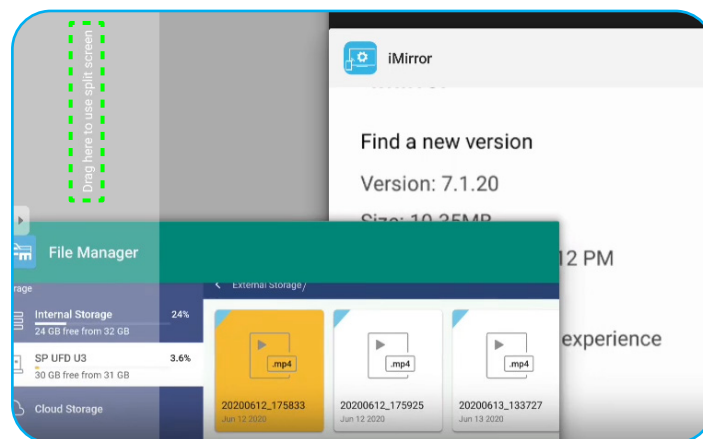 Drag here to use split screen
iMirror
Find a new version
Version: 7.1.20
Size: 10.35MB
12 PM
experience
File Manager
External Storage/
Internal Storage
24%
24 GB free from 32 GB
SP UFD U3
3.6%
30 GB free from 31 GB
Cloud Storage
.mp4
.mp4
.mp4
20200612_175833
Jun 12 2020
20200612_175925
Jun 12 2020
20200613_133727
Jun 13 2020